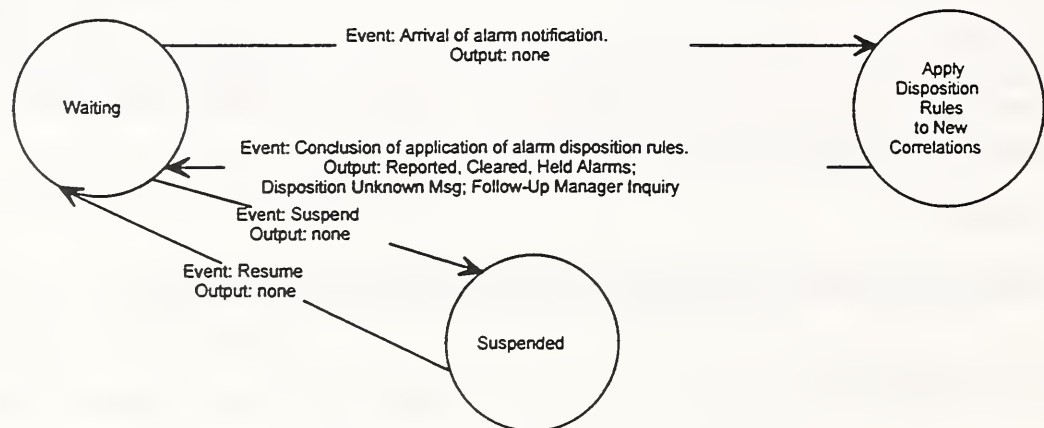 Event: Arrival of alarm notification.
Output: none
Waiting
Apply
Disposition
Rules
to New
Correlations
Event: Conclusion of application of alarm disposition rules.
Output: Reported, Cleared, Held Alarms;
Disposition Unknown Msg; Follow-Up Manager Inquiry
Event: Suspend
Output: none
Event: Resume
Output: none
Suspended